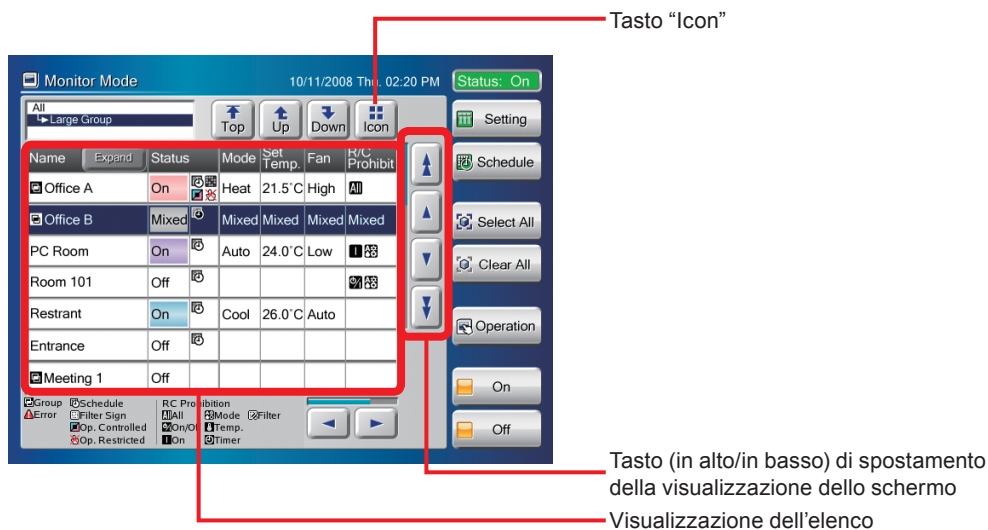 Tasto “Icon”
Monitor Mode
10/11/2008 Thu. 02:20 PM
Status: On
All
Large Group
Top
Up
Down
Icon
Setting
Name Expand Status Mode Set Temp. Fan R/C Prohibit
Schedule
Office A On Heat 21.5°C High All
Office B Mixed Mixed Mixed Mixed Mixed
Select All
PC Room On Auto 24.0°C Low
Clear All
Room 101 Off
Restrant On Cool 26.0°C Auto
Operation
Entrance Off
Meeting 1 Off
On
Group Schedule RC Prohibition
Error Filter Sign All All Mode Filter
Op. Controlled On/Off Temp.
Op. Restricted On Timer
Off
Tasto (in alto/in basso) di spostamento
della visualizzazione dello schermo
Visualizzazione dell’elenco